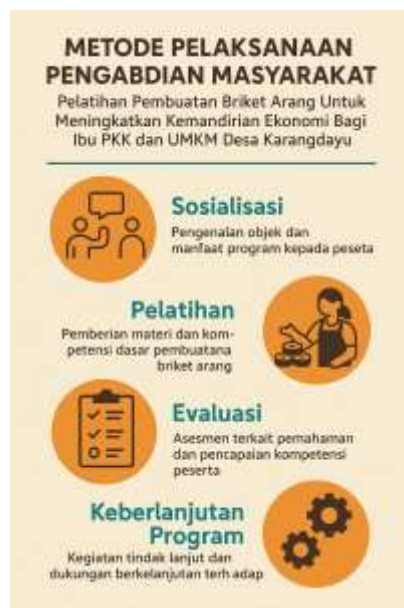 METODE PELAKSANAAN
PENGABDIAN MASYARAKAT
Pelatihan Pembuatan Briket Arang Untuk
Meningkatkan Kemandirian Ekonomi Bagi
Ibu PKK dan UMKM Desa Karangdayu
Sosialisasi
Pengenalan objek dan
manfaat program kepada peseta
Pelatihan
Pemberian materi dan kom-
petensi dasar pembuatana
briket arang
Evaluasi
Asesmen terkait pemahaman
dan pencapaian kompetensi
peserta
Keberlanjutan
Program
Kegiatan tindak lanjut dan
dukungan berkelanjutan terh adap